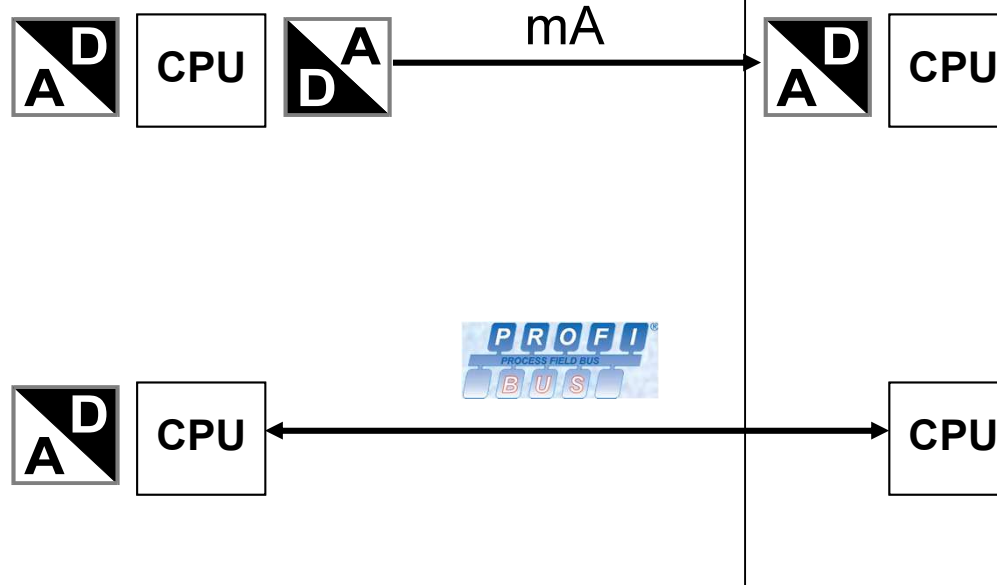 mA
A D CPU D A A D CPU
PROFI®
PROCESS FIELD BUS
BUS
A D CPU CPU